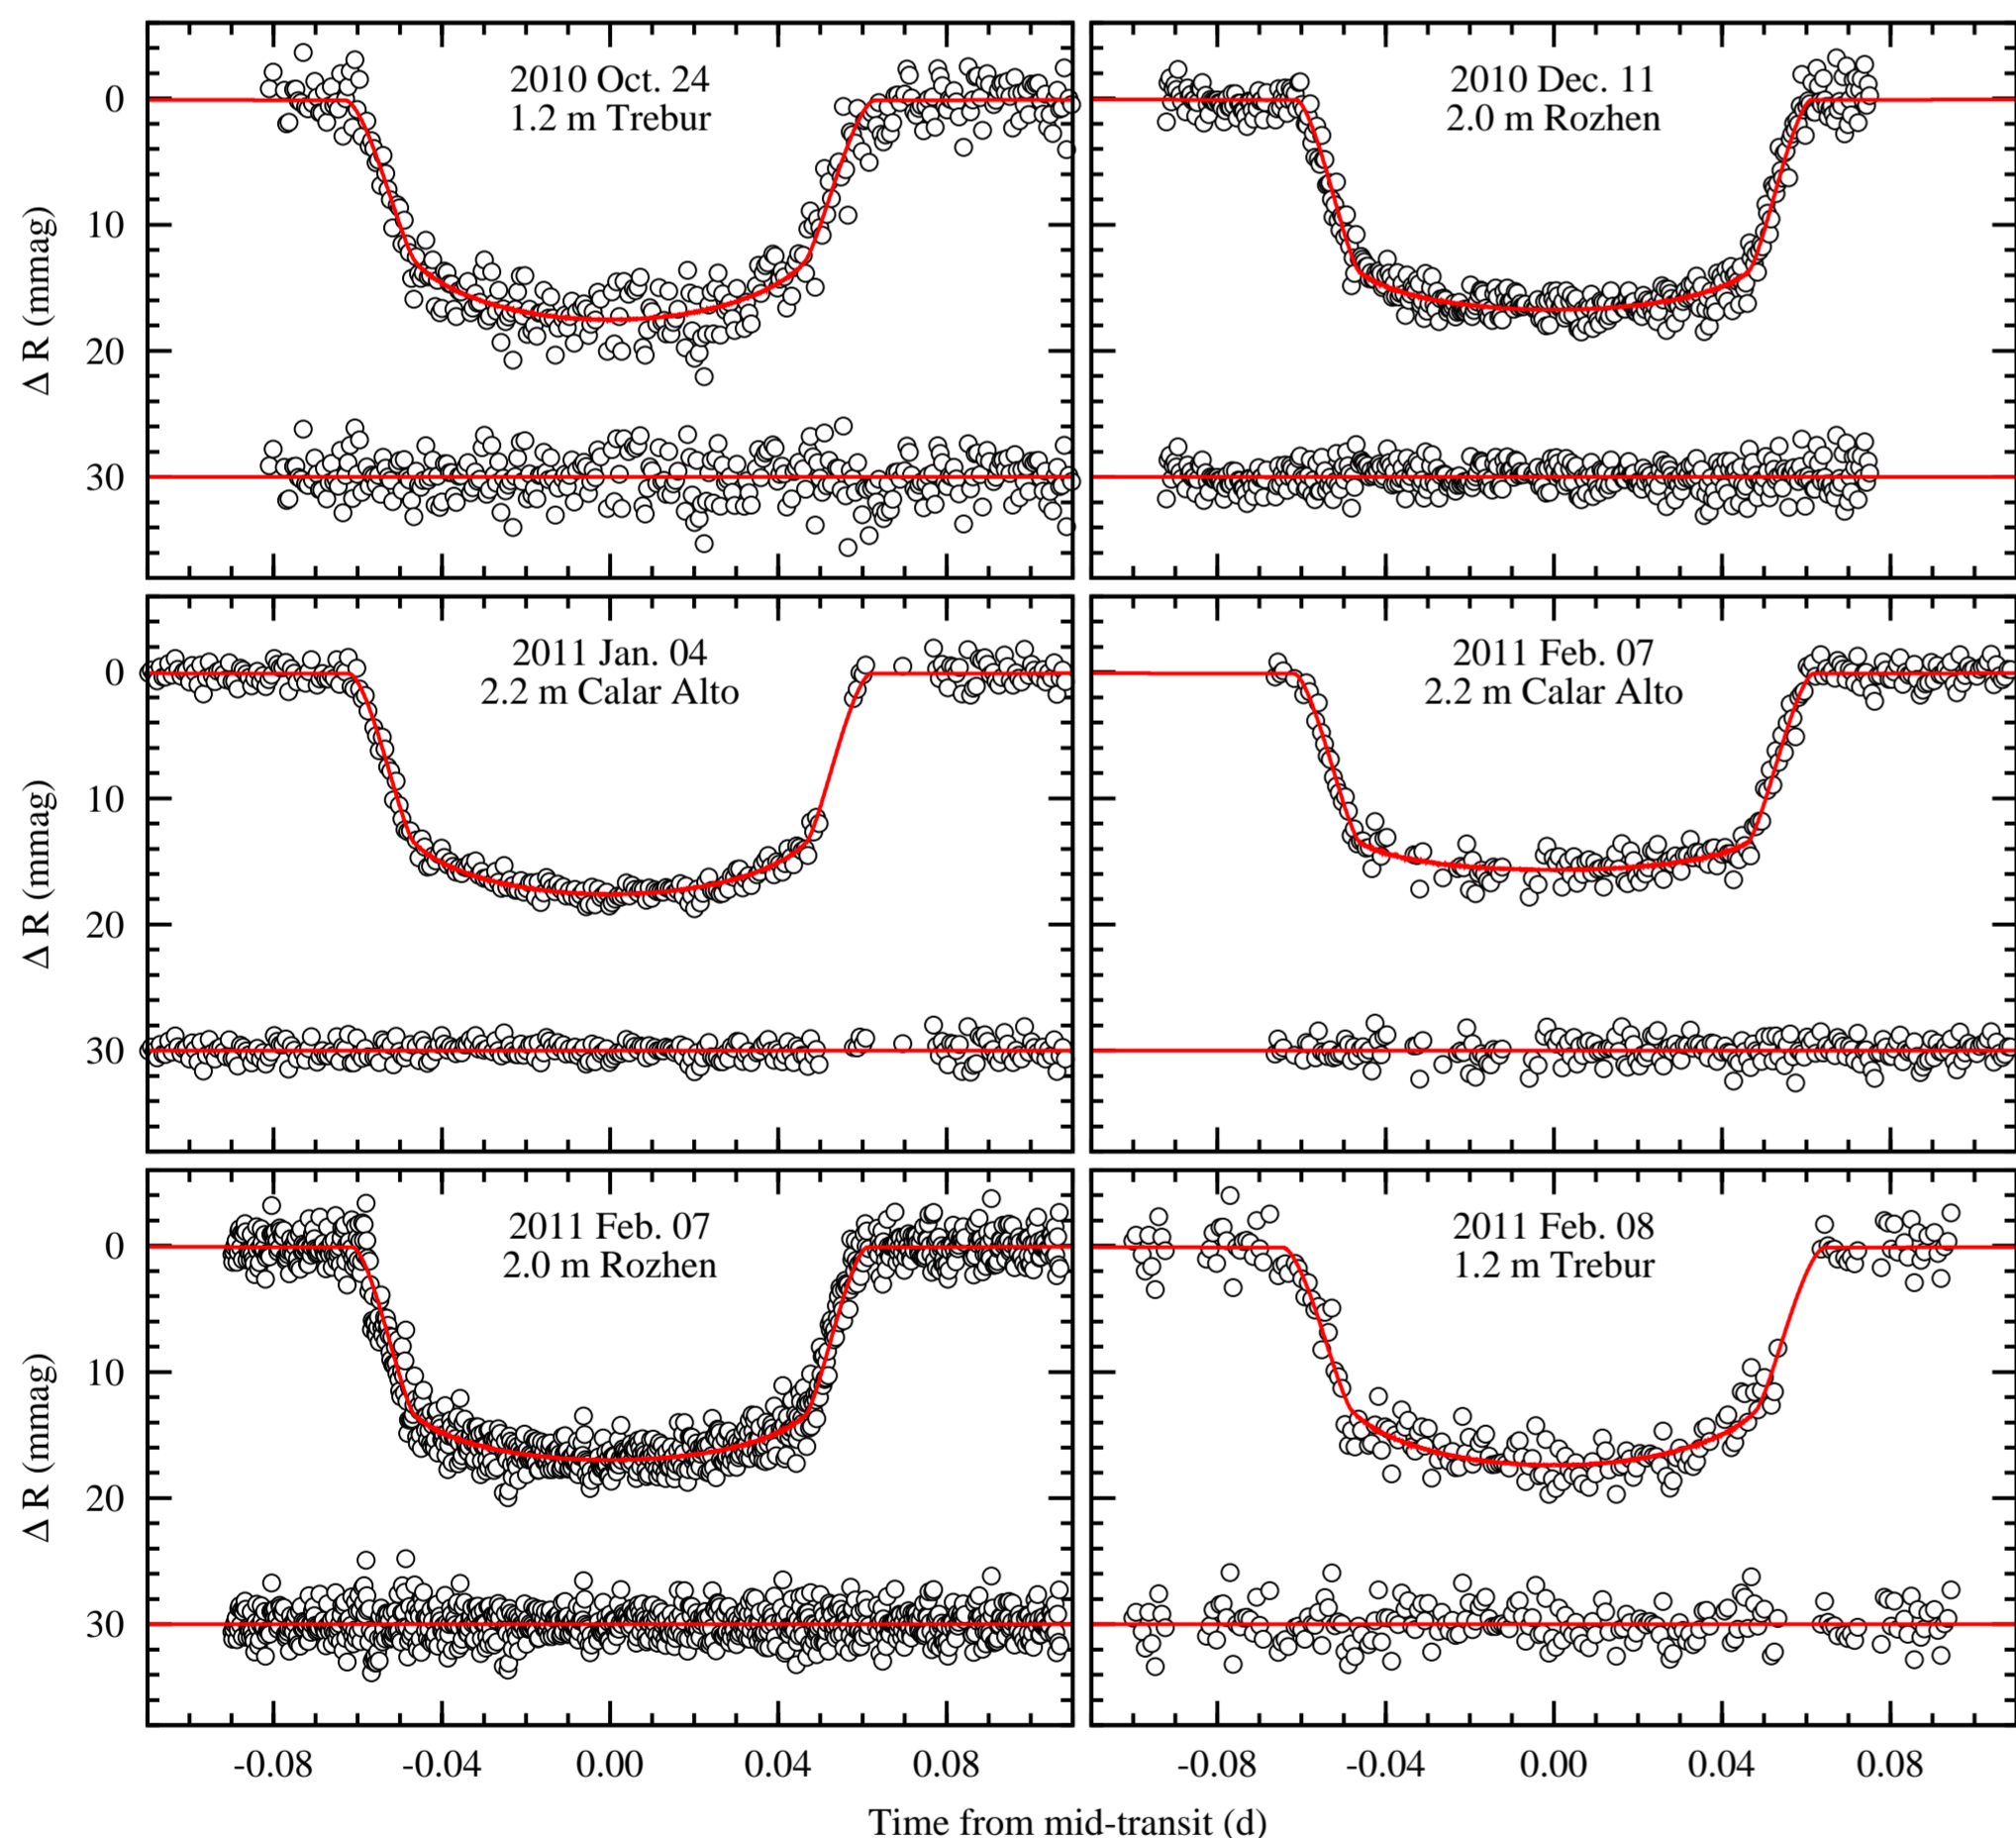 2010 Oct. 24
1.2 m Trebur
0
10
20
30
Δ R (mmag)
2010 Dec. 11
2.0 m Rozhen
2011 Jan. 04
2.2 m Calar Alto
0
10
20
30
Δ R (mmag)
2011 Feb. 07
2.2 m Calar Alto
2011 Feb. 07
2.0 m Rozhen
0
10
20
30
Δ R (mmag)
2011 Feb. 08
1.2 m Trebur
-0.08 -0.04 0.00 0.04 0.08
-0.08 -0.04 0.00 0.04 0.08
Time from mid-transit (d)